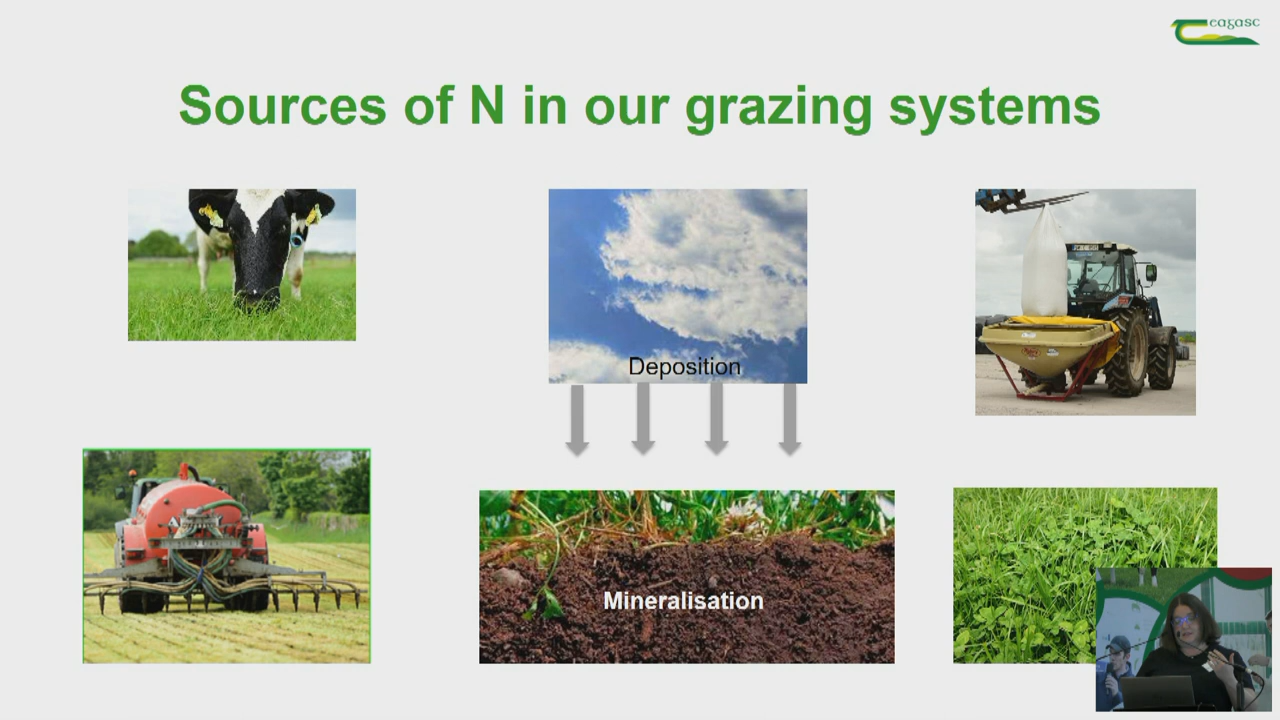 Teagasc
Sources of N in our grazing systems
Deposition
Mineralisation